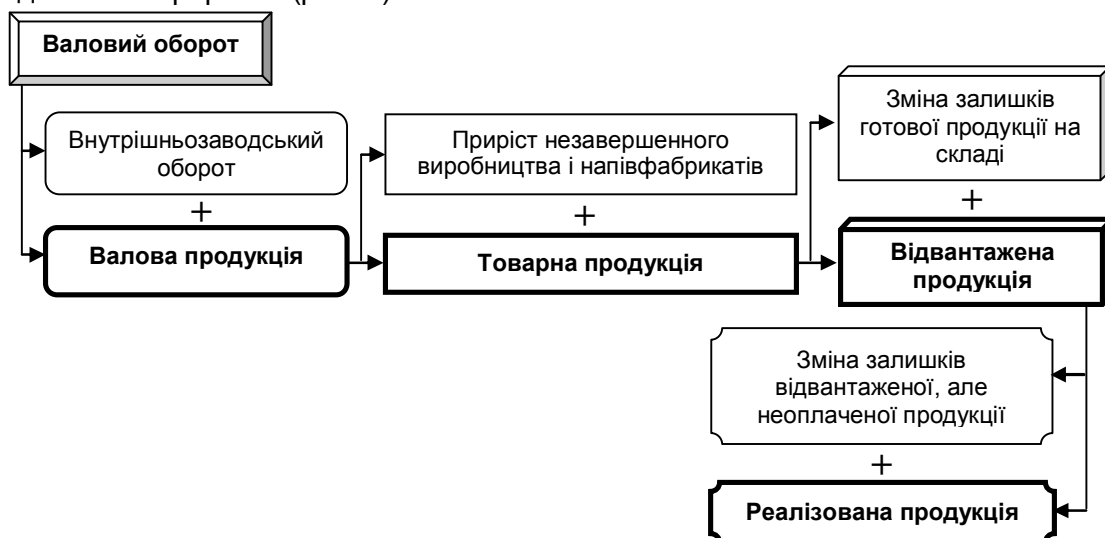 Валовий оборот
Внутрішньозаводський
оборот
+
Валова продукція
Приріст незавершенного
виробництва і напівфабрикатів
+
Товарна продукція
Зміна залишків
готової продукції на
складі
+
Відвантажена
продукція
Зміна залишків
відвантаженої, але
неоплаченої продукції
+
Реалізована продукція